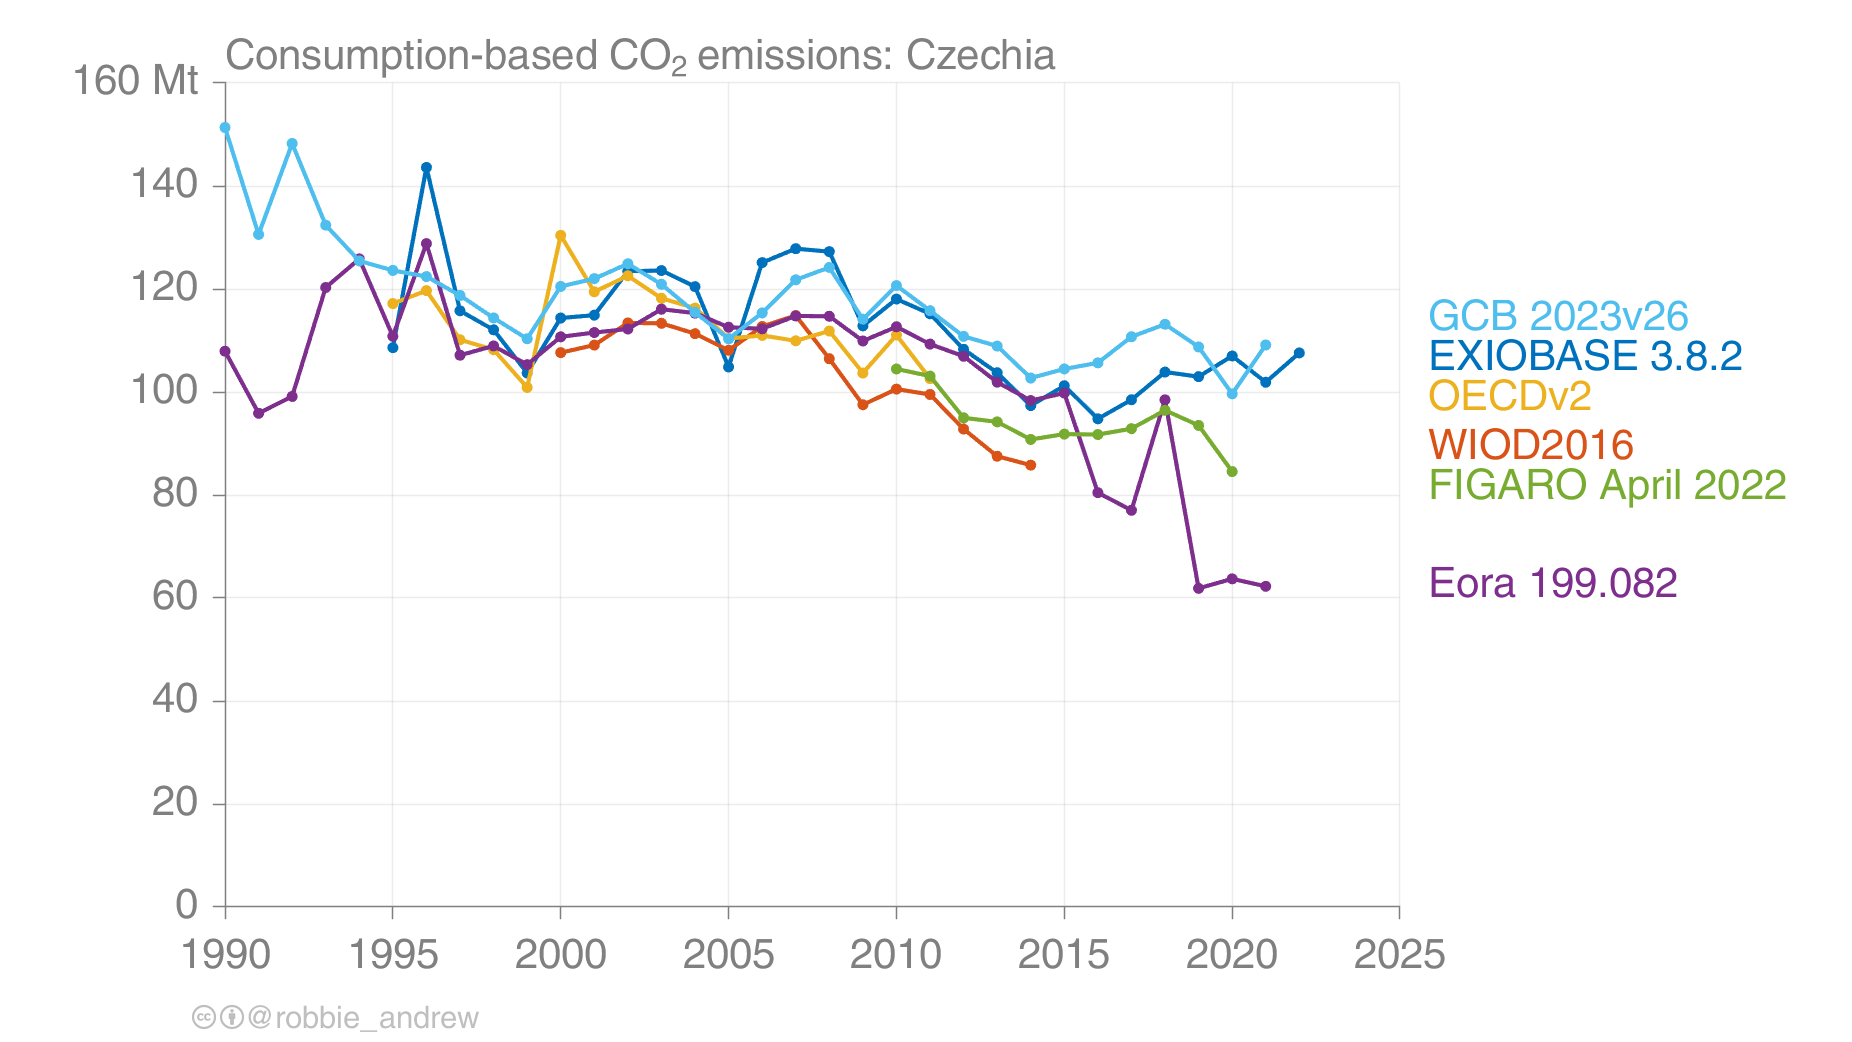 Consumption-based CO₂ emissions: Czechia
160 Mt
140
120
100
80
60
40
20
0
1990 1995 2000 2005 2010 2015 2020 2025
GCB 2023v26
EXIOBASE 3.8.2
OECDv2
WIOD2016
FIGARO April 2022
Eora 199.082
cc @robbie_andrew